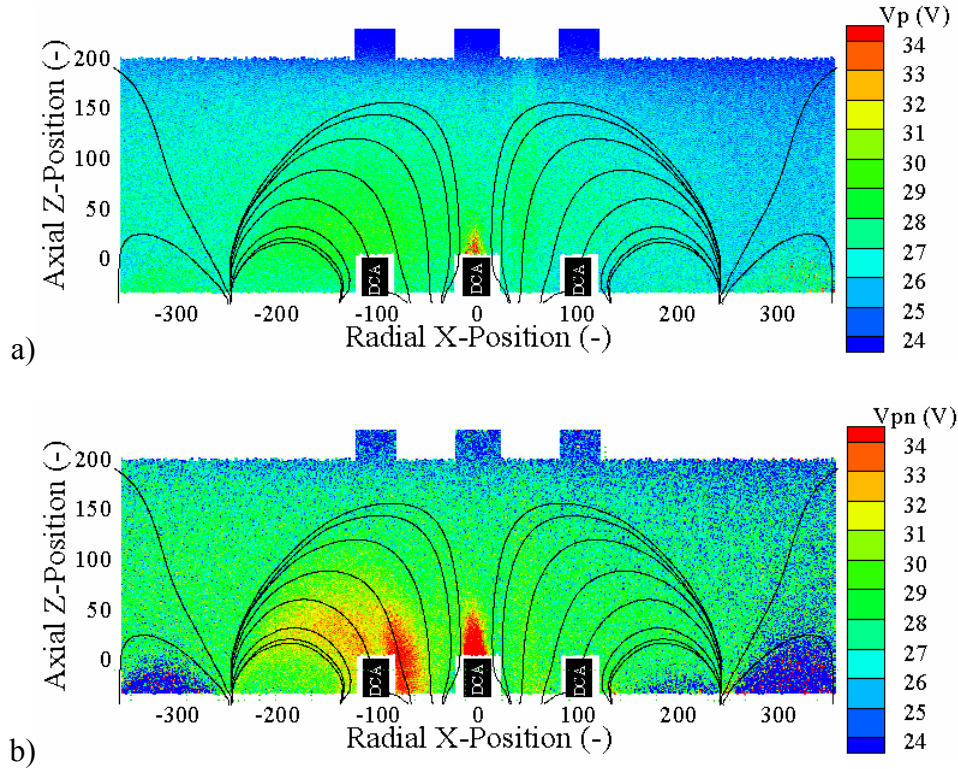 Vp (V)
34
33
32
31
30
29
28
27
26
25
24
Axial Z-Position (-)
200
150
100
50
0
DCA
DCA
DCA
-300 -200 -100 0 100 200 300
Radial X-Position (-)
a)
Vpn (V)
34
33
32
31
30
29
28
27
26
25
24
Axial Z-Position (-)
200
150
100
50
0
DCA
DCA
DCA
-300 -200 -100 0 100 200 300
Radial X-Position (-)
b)